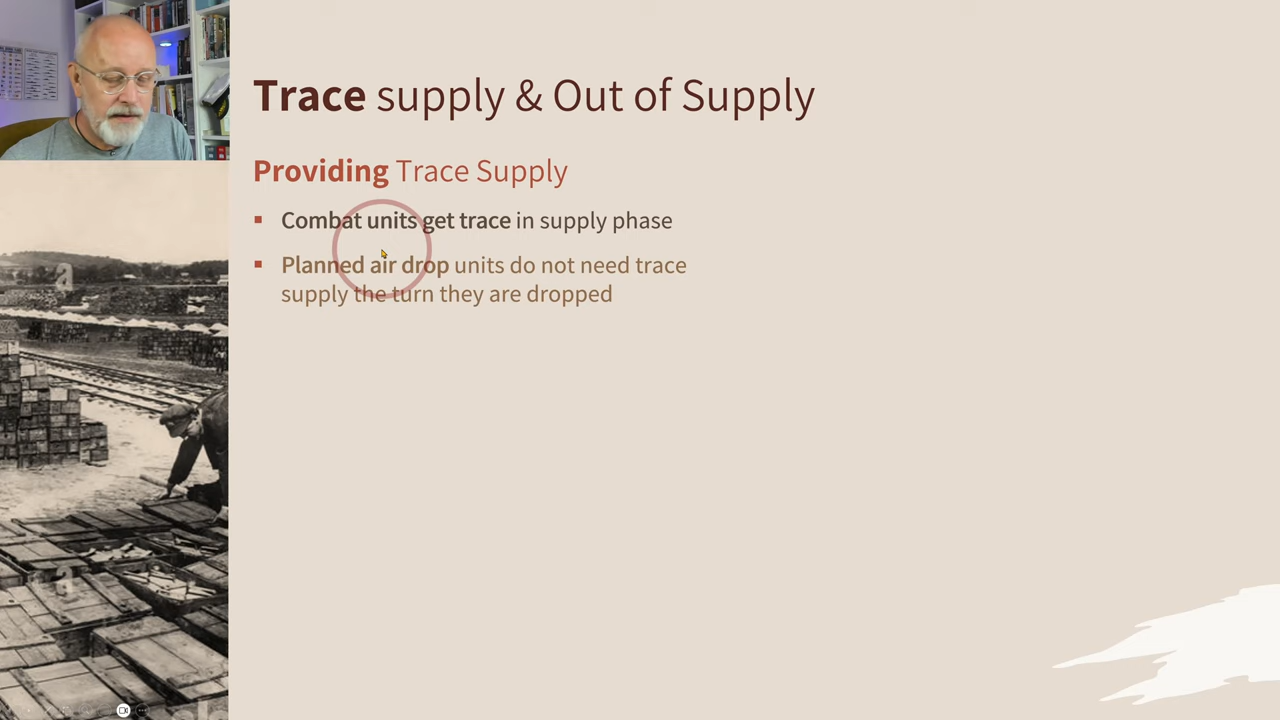 Trace supply & Out of Supply
Providing Trace Supply
Combat units get trace in supply phase
Planned air drop units do not need trace
supply the turn they are dropped
a
a